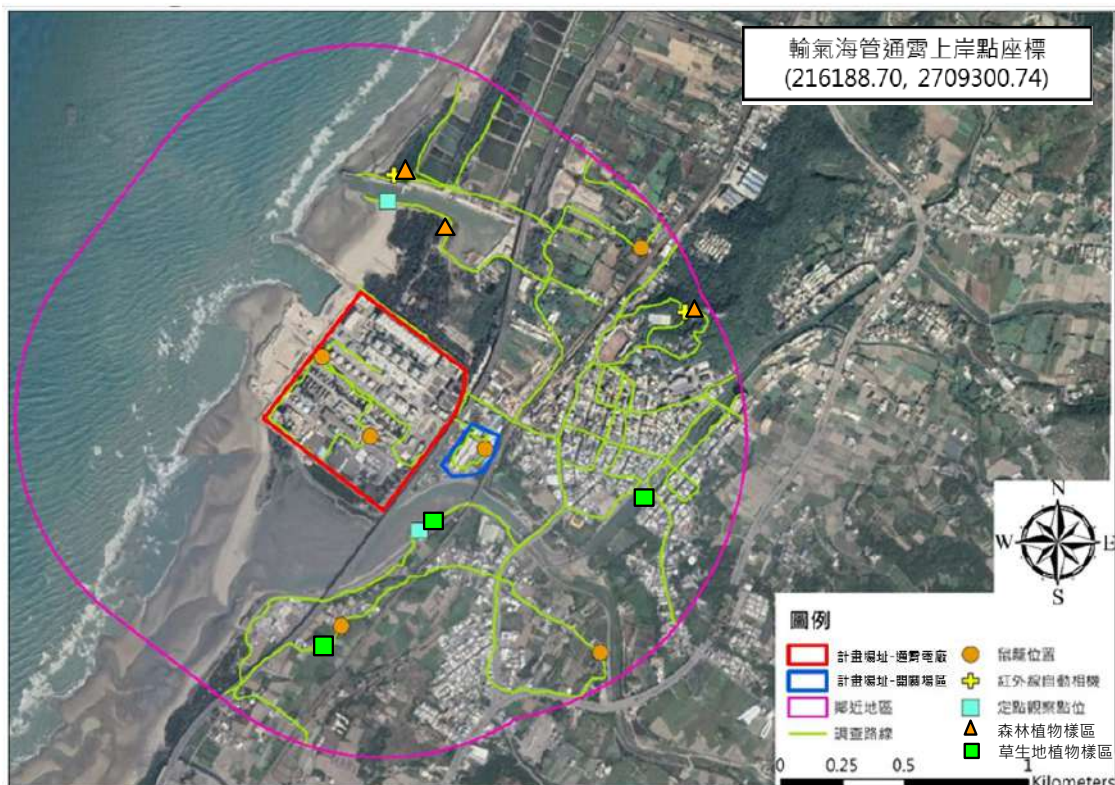 輸氣海管通霄上岸點座標
(216188.70, 2709300.74)
N
W
E
S
圖例
計畫場址-通霄電廠
計畫場址-開關場區
鄰近地區
調查路線
鼠籠位置
紅外線自動相機
定點觀察點位
森林植物樣區
草生地植物樣區
0 0.25 0.5 1
Kilometers